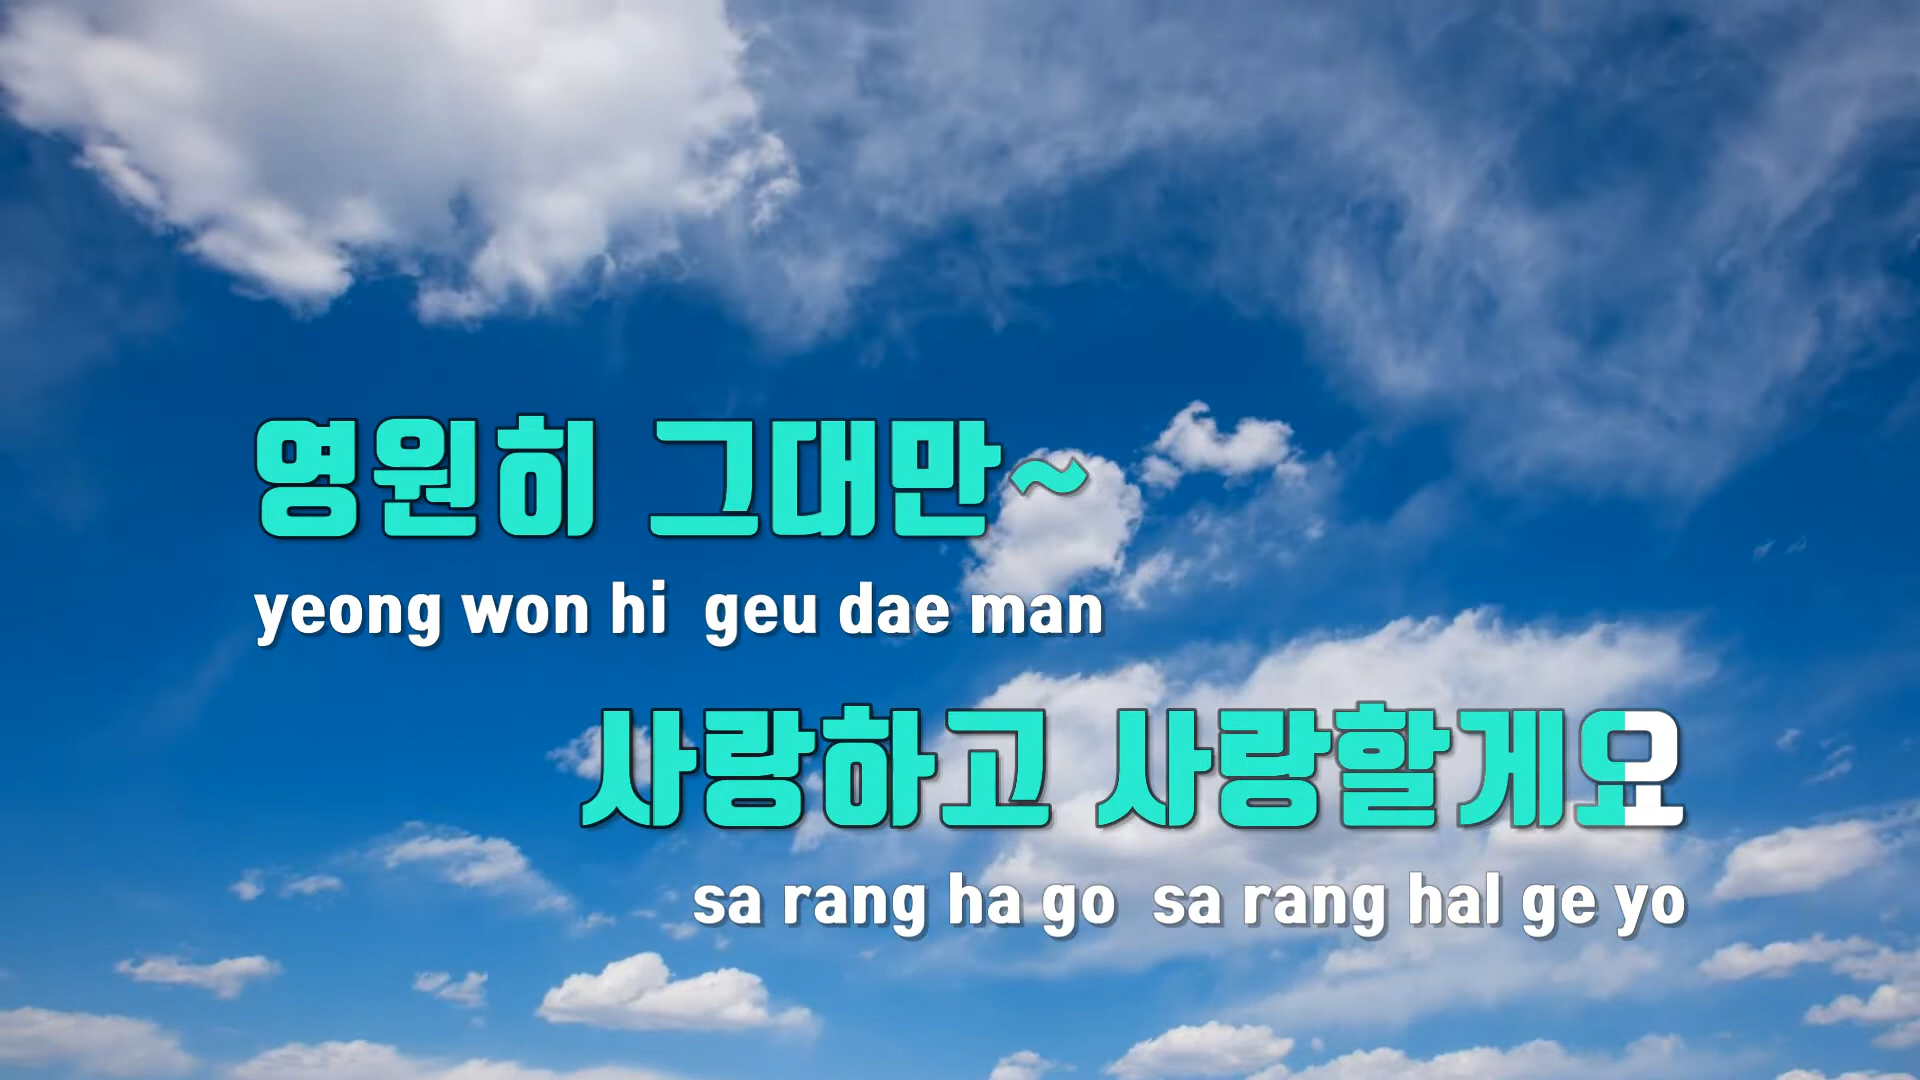 영원히 그대만~
yeong won hi geu dae man
사랑하고 사랑할게요
sa rang ha go sa rang hal ge yo